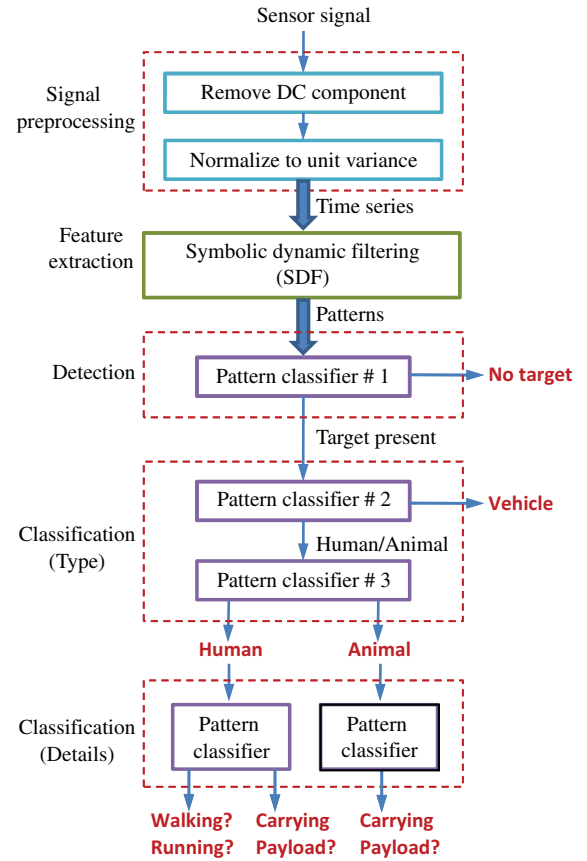 Sensor signal
Signal
preprocessing
Remove DC component
Normalize to unit variance
Time series
Feature
extraction
Symbolic dynamic filtering
(SDF)
Patterns
Detection
Pattern classifier # 1
No target
Target present
Classification
(Type)
Pattern classifier # 2
Vehicle
Human/Animal
Pattern classifier # 3
Human
Animal
Classification
(Details)
Pattern
classifier
Pattern
classifier
Walking?
Running?
Carrying
Payload?
Carrying
Payload?